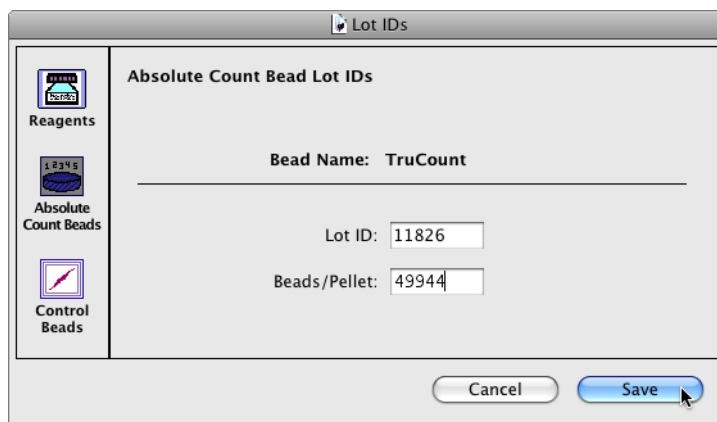 Lot IDs
Reagents
12345
Absolute
Count Beads
Control
Beads
Absolute Count Bead Lot IDs
Bead Name: TruCount
Lot ID: 11826
Beads/Pellet: 49944
Cancel
Save